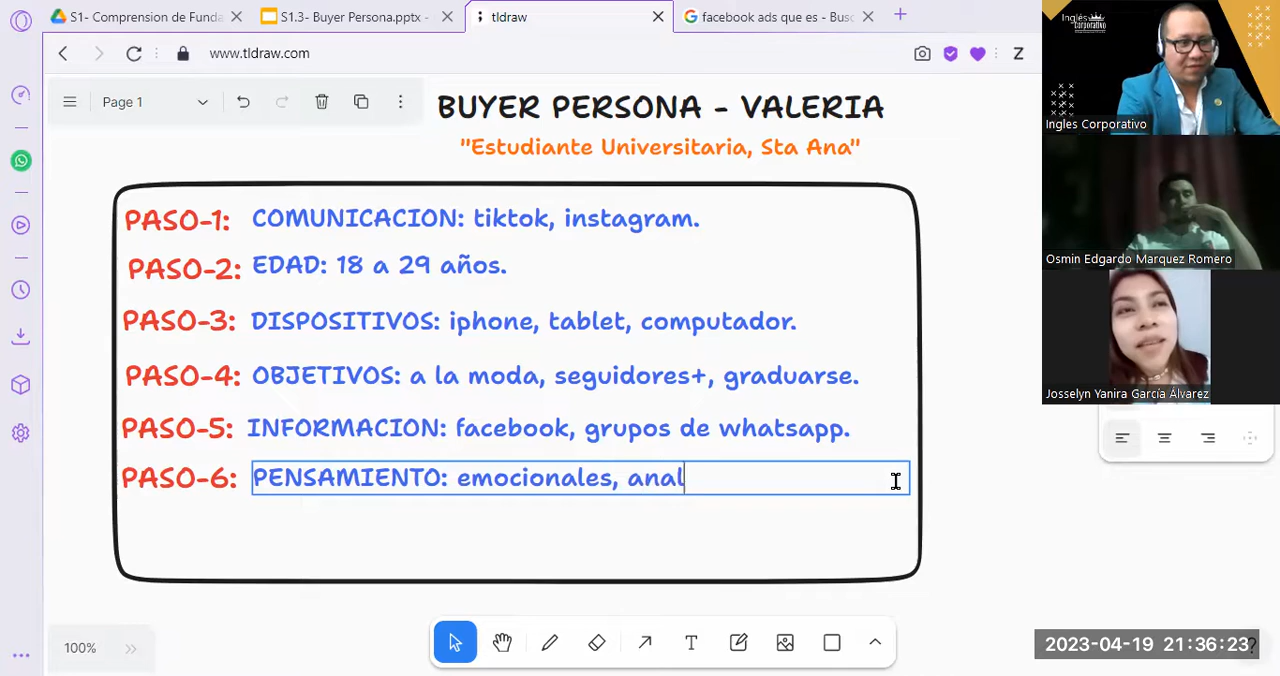 S1- Comprension de Funda
S1.3- Buyer Persona.pptx -
tldraw
facebook ads que es - Busc
www.tldraw.com
Z
Page 1
BUYER PERSONA - VALERIA
"Estudiante Universitaria, Sta Ana"
PASO-1: COMUNICACION: tiktok, instagram.
PASO-2: EDAD: 18 a 29 años.
PASO-3: DISPOSITIVOS: iphone, tablet, computador.
PASO-4: OBJETIVOS: a la moda, seguidores+, graduarse.
PASO-5: INFORMACION: facebook, grupos de whatsapp.
PASO-6: PENSAMIENTO: emocionales, anal
100%
T
Inglés
Corporativo
Ingles Corporativo
Osmin Edgardo Marquez Romero
Josselyn Yanira García Álvarez
2023-04-19 21:36:23